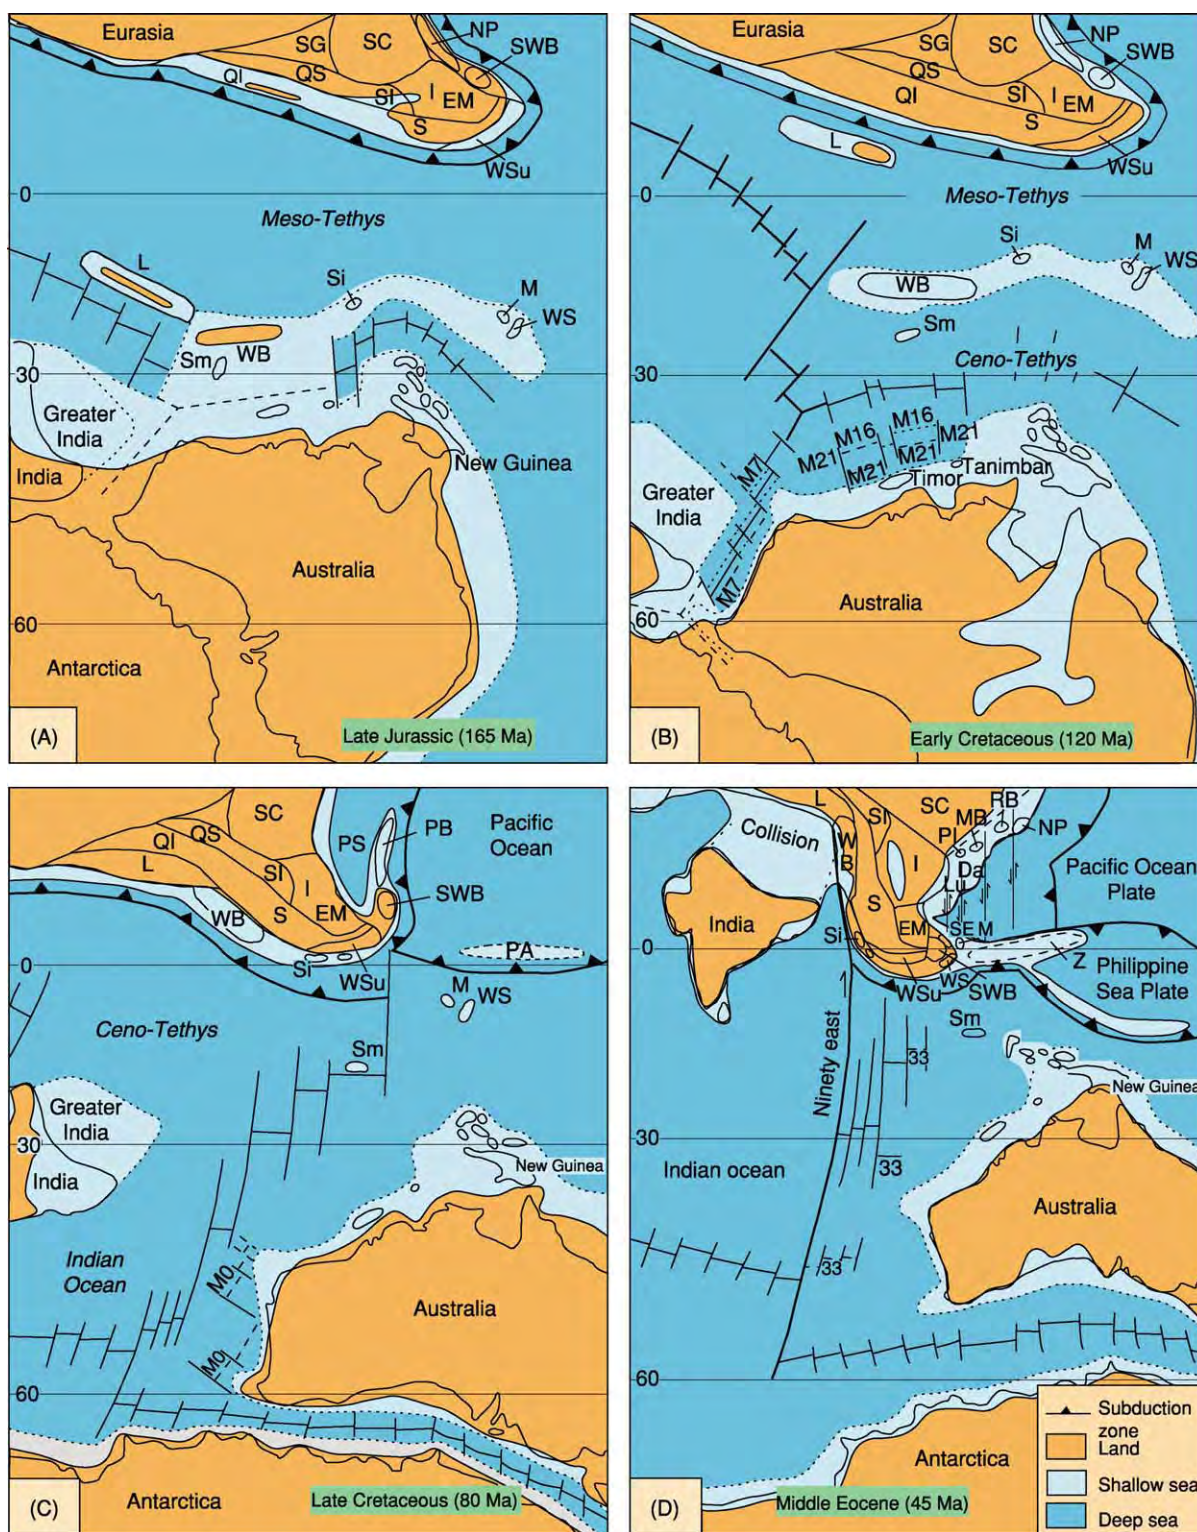 Eurasia
SG
SC
NP
SWB
QS
QI
SI
I
EM
S
WSu
0
Meso-Tethys
L
Si
M
WS
WB
Sm
30
Greater
India
India
New Guinea
Australia
60
Antarctica
(A)
Late Jurassic (165 Ma)
Eurasia
SG
SC
NP
SWB
QS
QI
SI
I
EM
S
L
WSu
0
Meso-Tethys
Si
M
WS
WB
Sm
Ceno-Tethys
30
M16
M16
M21
M21
M21
M21
M7
Tanimbar
Timor
Greater
India
M7
Australia
60
(B)
Early Cretaceous (120 Ma)
SC
QS
QI
L
SI
I
PS
PB
Pacific
Ocean
WB
S
EM
SWB
PA
0
Si
WSu
M
WS
Ceno-Tethys
Sm
Greater
India
30
India
New Guinea
Indian
Ocean
M0
Australia
M0
60
(C)
Antarctica
Late Cretaceous (80 Ma)
L
SC
RB
SI
MB
NP
Collision
PI
W
B
I
Da
Lu
Pacific Ocean
Plate
India
S
EM
SE M
Si
0
Z
WS
WSu
SWB
Philippine
Sea Plate
Sm
33
Ninety east
New Guinea
30
Indian ocean
33
Australia
33
60
Antarctica
(D)
Middle Eocene (45 Ma)
Subduction
zone
Land
Shallow sea
Deep sea